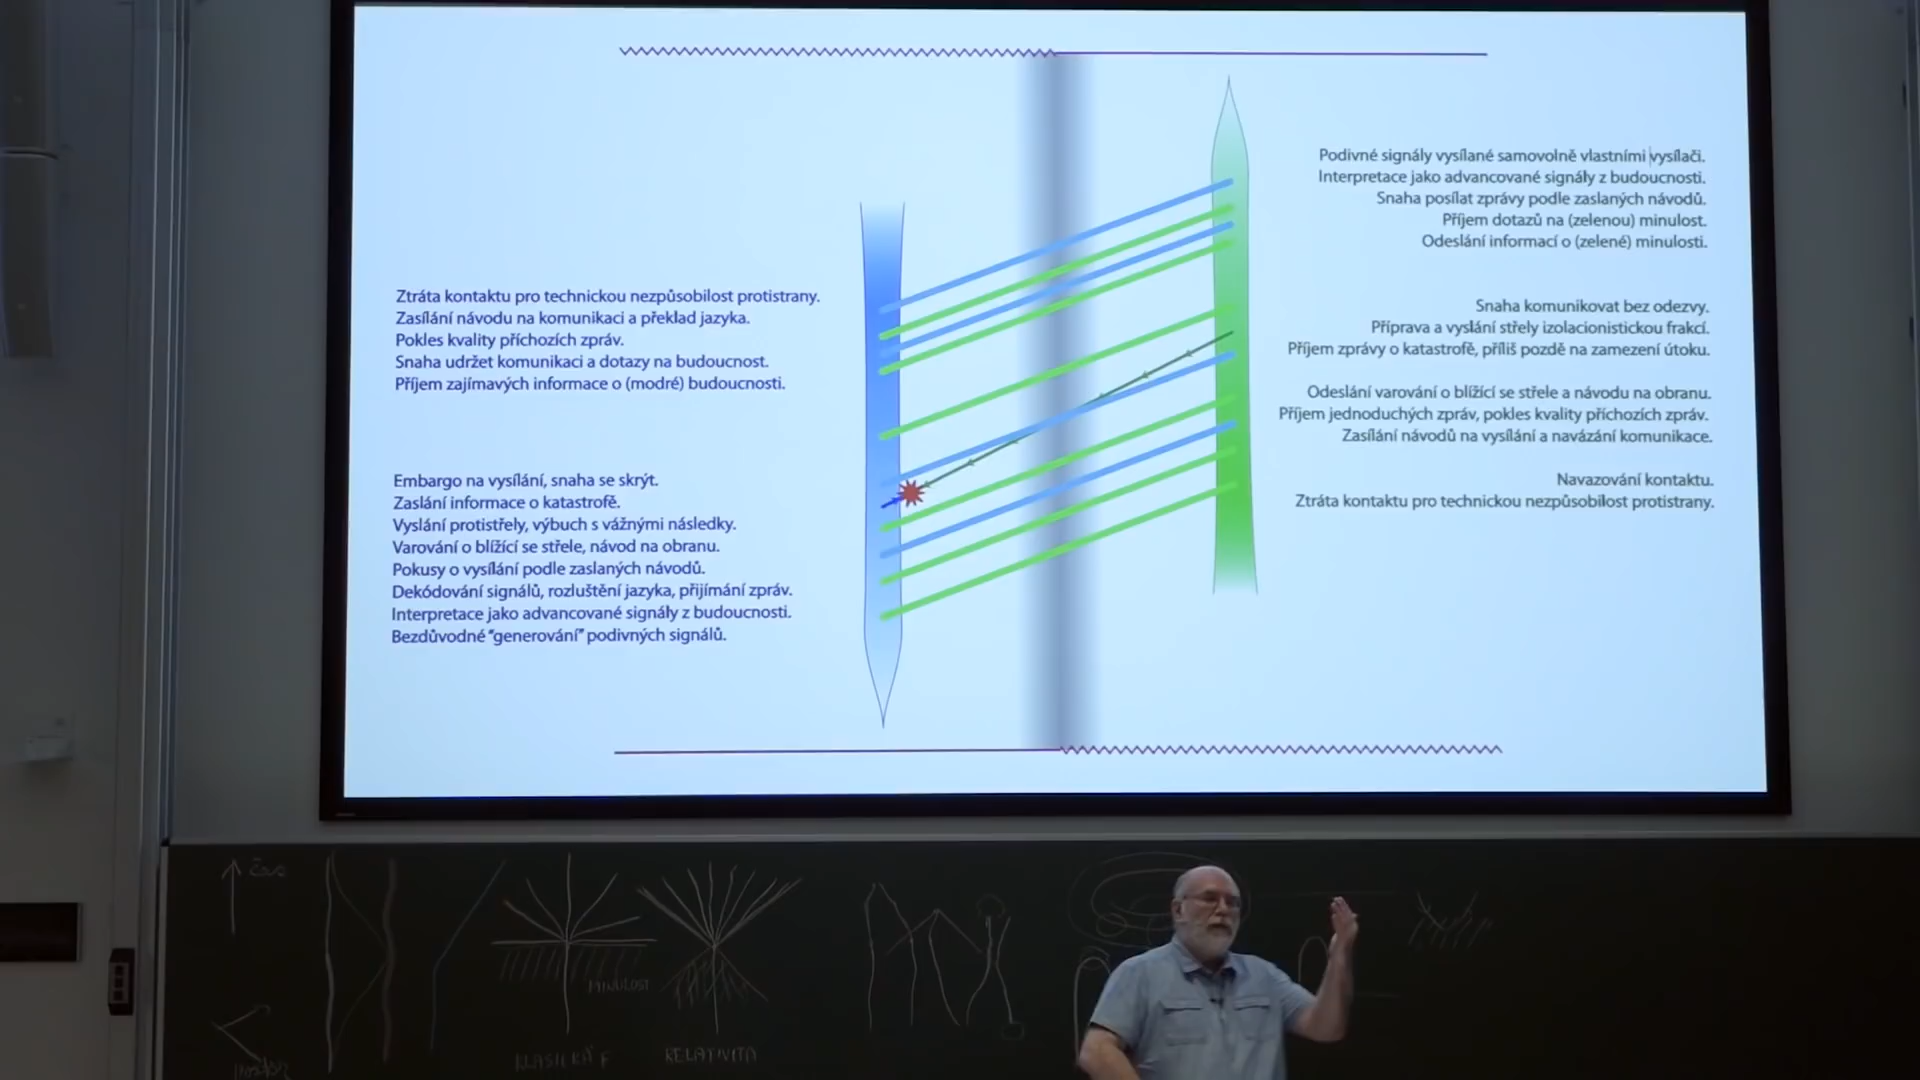 Podivné signály vysílané samovolně vlastními vysílači.
Interpretace jako advancované signály z budoucnosti.
Snaha posílat zprávy podle zaslaných návodů.
Příjem dotazů na (zelenou) minulost.
Odeslání informací o (zelené) minulosti.
Snaha komunikovat bez odezvy.
Příprava a vyslání střely izolacionistickou frakcí.
Příjem zprávy o katastrofě, příliš pozdě na zamezení útoku.
Odeslání varování o blížící se střele a návodu na obranu.
Příjem jednoduchých zpráv, pokles kvality příchozích zpráv.
Zasílání návodů na vysílání a navázání komunikace.
Navazování kontaktu.
Ztráta kontaktu pro technickou nezpůsobilost protistrany.
Ztráta kontaktu pro technickou nezpůsobilost protistrany.
Zasílání návodu na komunikaci a překlad jazyka.
Pokles kvality příchozích zpráv.
Snaha udržet komunikaci a dotazy na budoucnost.
Příjem zajímavých informace o (modré) budoucnosti.
Embargo na vysílání, snaha se skrýt.
Zaslání informace o katastrofě.
Vyslání protistřely, výbuch s vážnými následky.
Varování o blížící se střele, návod na obranu.
Pokusy o vysílání podle zaslaných návodů.
Dekódování signálů, rozluštění jazyka, přijímání zpráv.
Interpretace jako advancované signály z budoucnosti.
Bezdůvodné "generování" podivných signálů.
čas
MINULOST
KLASICKÁ F
RELATIVITA